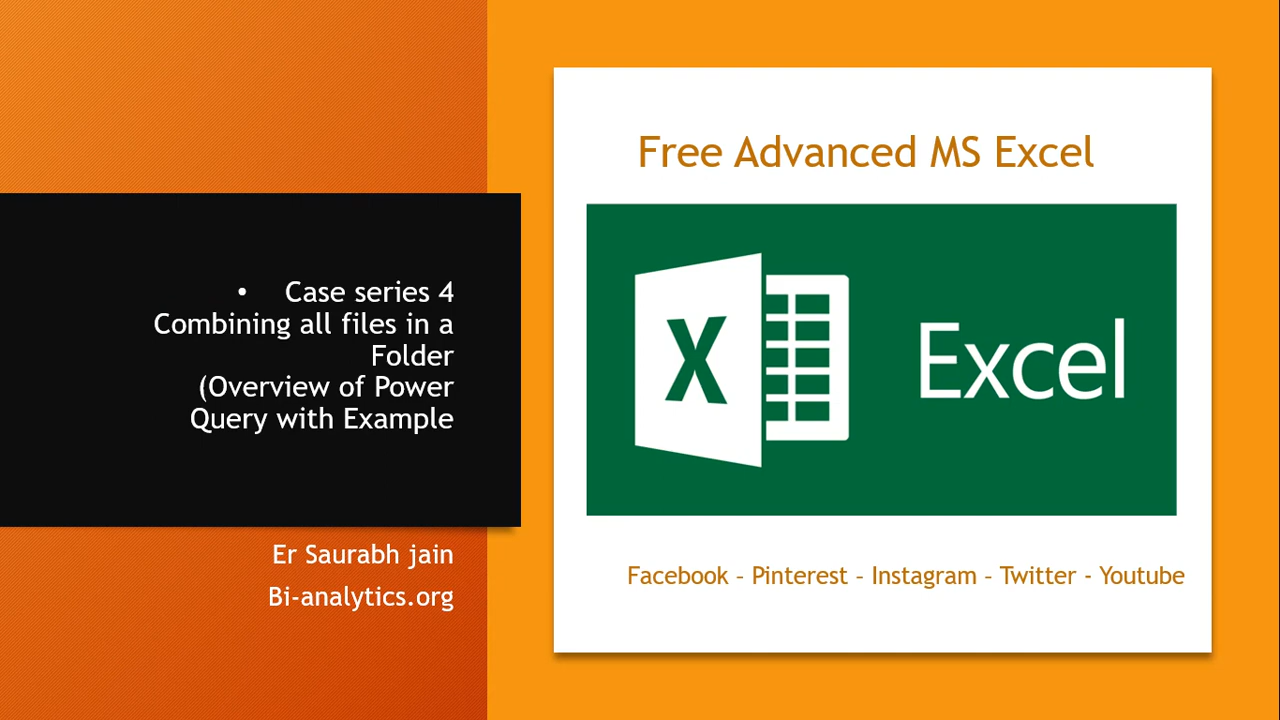 • Case series 4
Combining all files in a
Folder
(Overview of Power
Query with Example
Er Saurabh jain
Bi-analytics.org
Free Advanced MS Excel
X
Excel
Facebook – Pinterest – Instagram – Twitter - Youtube